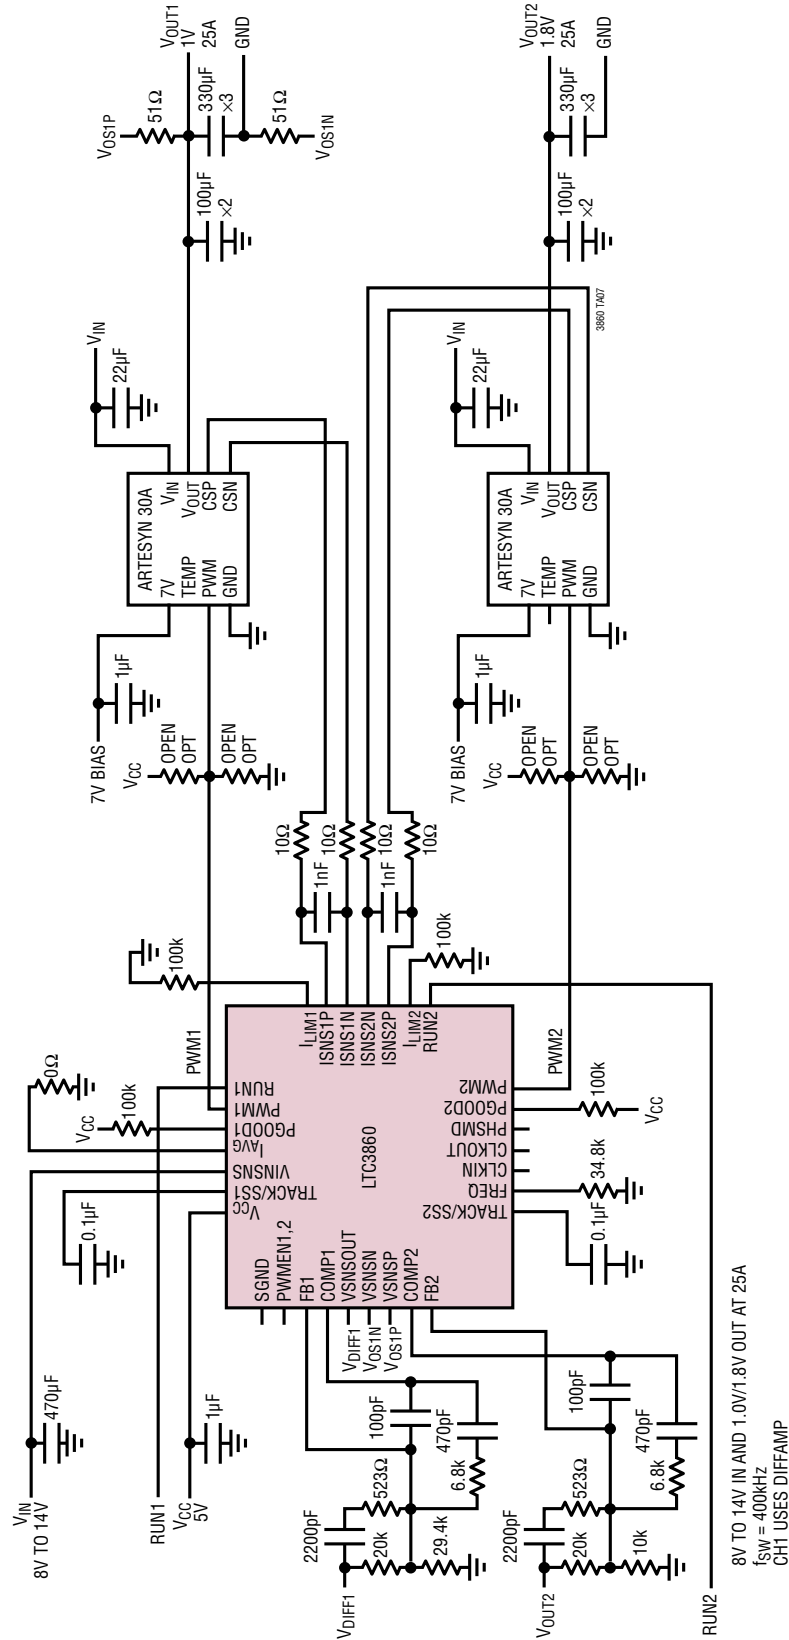 VIN
8V TO 14V
470µF
RUN1
VCC
5V
1µF
0.1µF
VCC
100k
0Ω
PWM1
100k
VINSNS
TRACK/SS1
VCC
IAVG
PGOOD1
PWM1
RUN1
SGND
PWMEN1,2
FB1
COMP1
VSNSOUT
VSNSN
VSNSP
COMP2
FB2
LTC3860
ILIM1
ISNS1P
ISNS1N
ISNS2N
ISNS2P
ILIM2
RUN2
TRACK/SS2
FREQ
CLKIN
CLKOUT
PHSMD
PGOOD2
PWM2
VDIFF1
VOS1N
VOS1P
VDIFF1
2200pF
523Ω
20k
29.4k
100pF
470pF
6.8k
VOUT2
2200pF
523Ω
20k
10k
100pF
470pF
6.8k
RUN2
0.1µF
34.8k
100k
VCC
PWM2
100k
10Ω
1nF
10Ω
10Ω
1nF
10Ω
7V BIAS
1µF
VCC
OPEN
OPT
OPEN
OPT
ARTESYN 30A
7V
TEMP
PWM
GND
VIN
VOUT
CSP
CSN
VIN
22µF
100µF
×2
330µF
×3
VOS1P
51Ω
51Ω
VOS1N
VOUT1
1V
25A
GND
7V BIAS
1µF
VCC
OPEN
OPT
OPEN
OPT
ARTESYN 30A
7V
TEMP
PWM
GND
VIN
VOUT
CSP
CSN
VIN
22µF
100µF
×2
330µF
×3
VOUT2
1.8V
25A
GND
3860 TA07
8V TO 14V IN AND 1.0V/1.8V OUT AT 25A
fSW = 400kHz
CH1 USES DIFFAMP